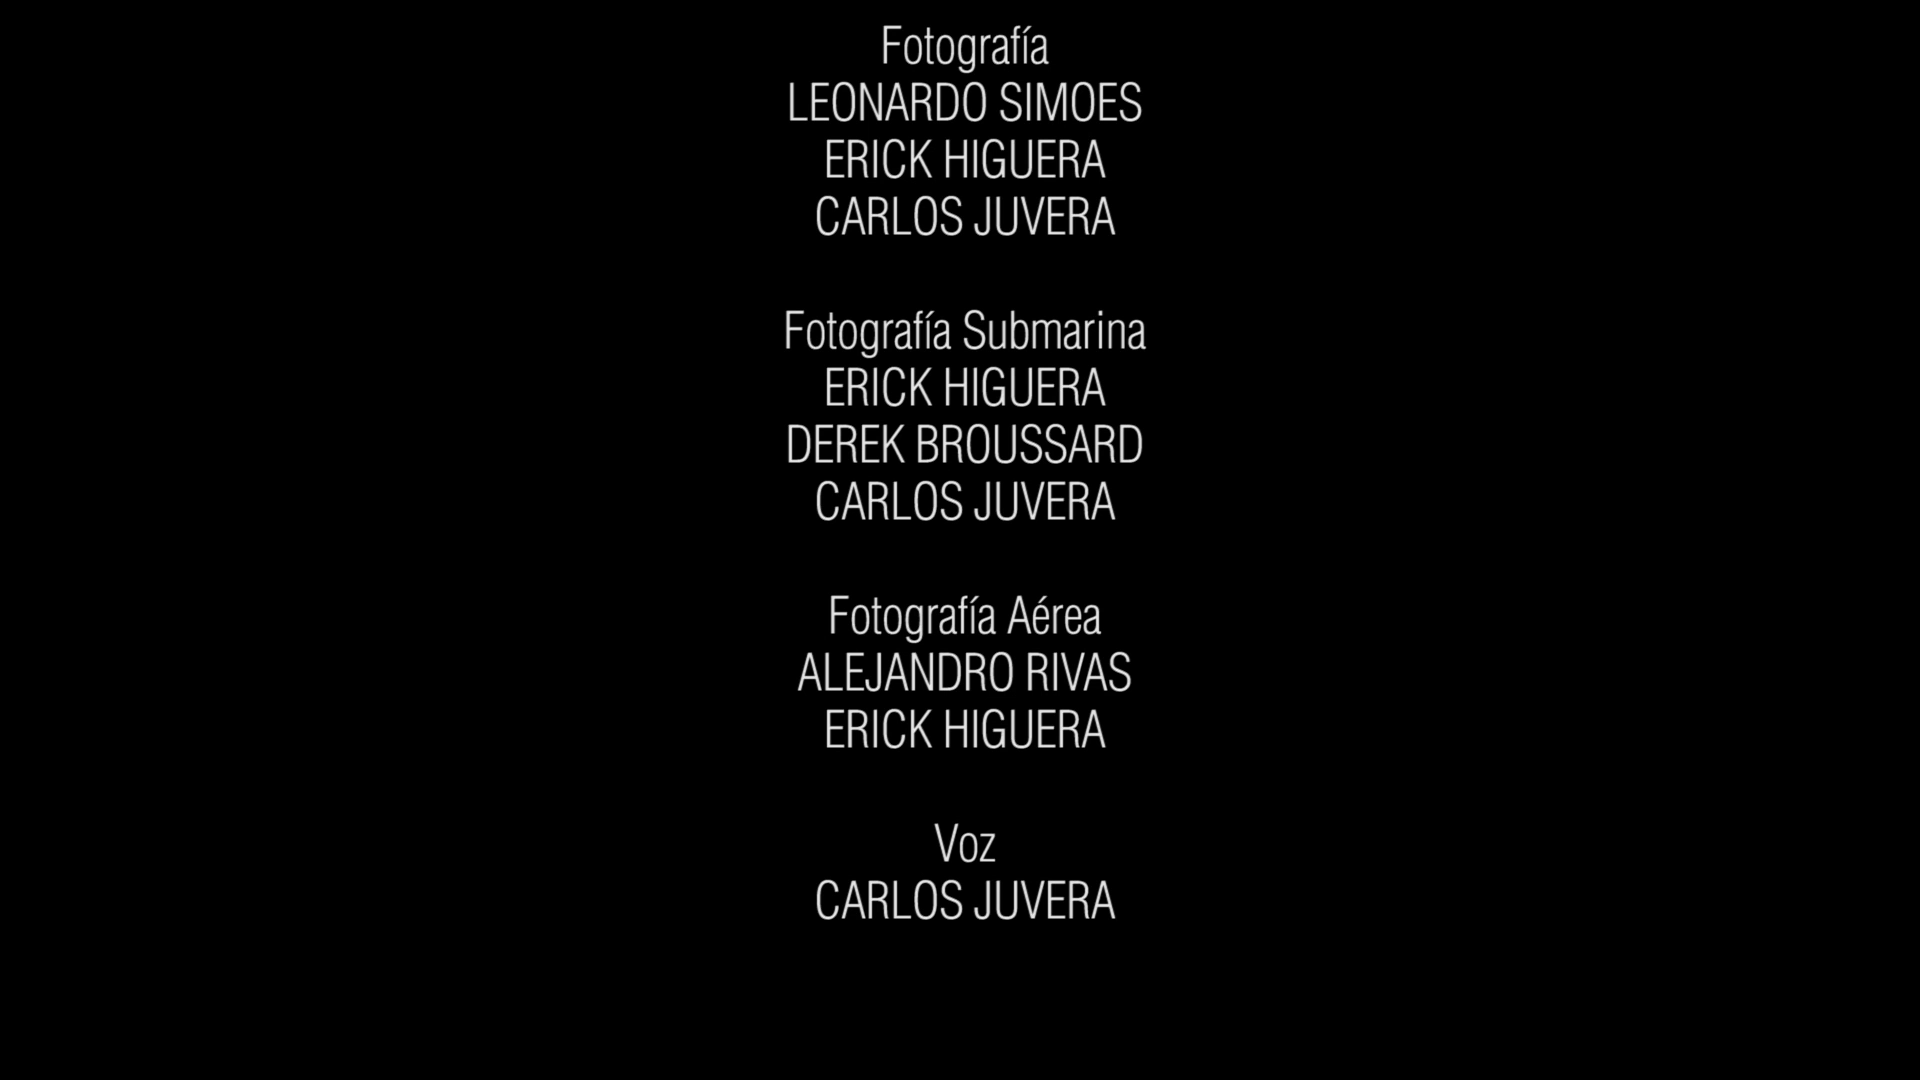 Fotografía
LEONARDO SIMOES
ERICK HIGUERA
CARLOS JUVERA
Fotografía Submarina
ERICK HIGUERA
DEREK BROUSSARD
CARLOS JUVERA
Fotografía Aérea
ALEJANDRO RIVAS
ERICK HIGUERA
Voz
CARLOS JUVERA